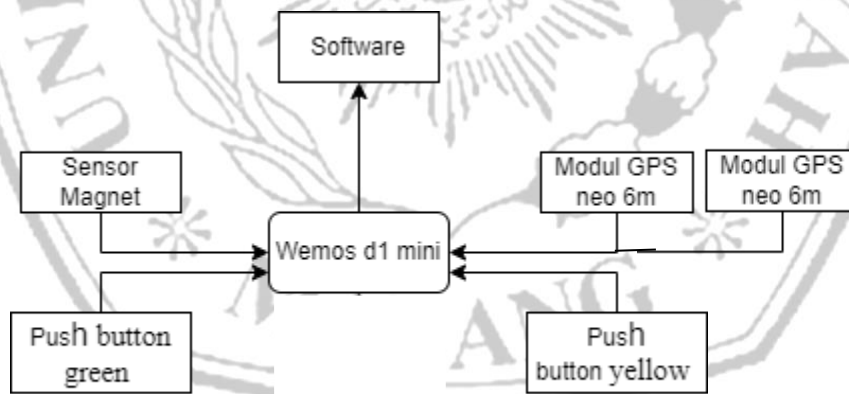 Software
Sensor
Magnet
Modul GPS
neo 6m
Modul GPS
neo 6m
Wemos d1 mini
Push button
green
Push
button yellow
ANG